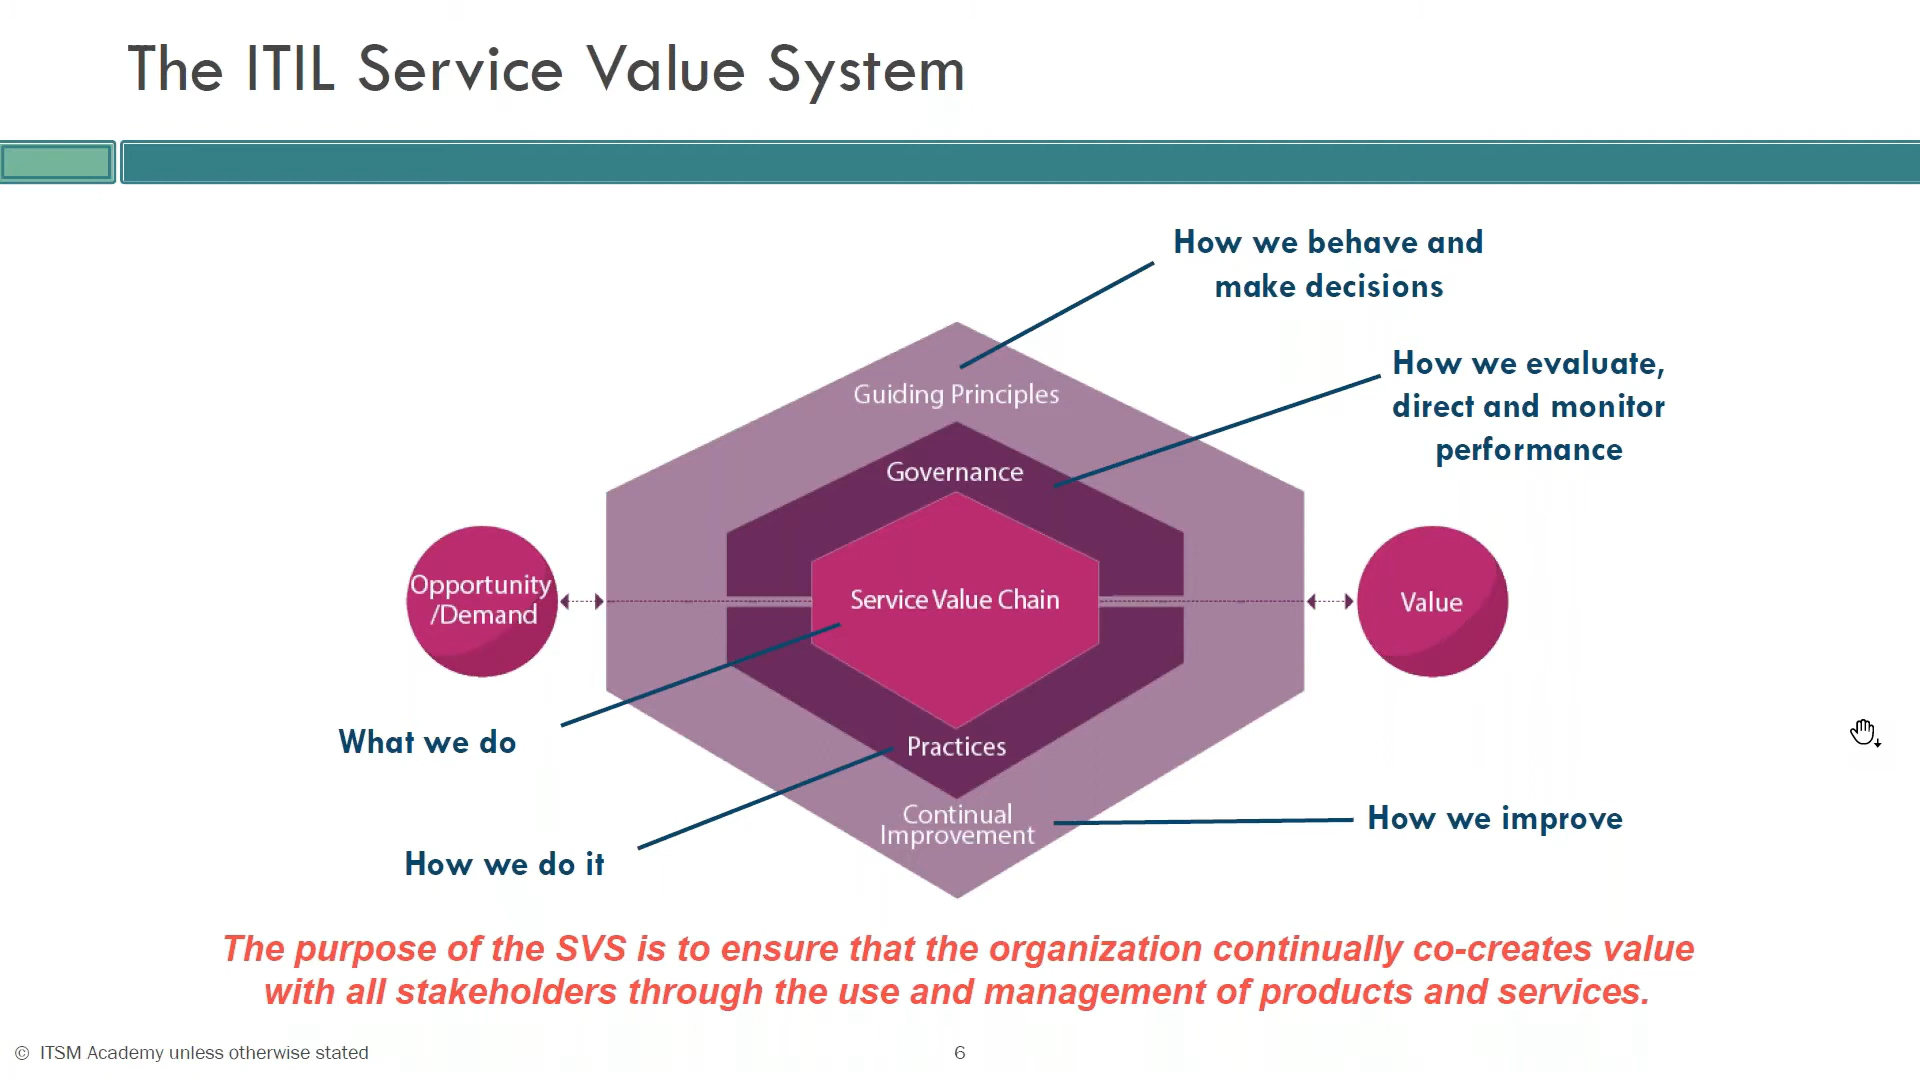 The ITIL Service Value System
How we behave and
make decisions
How we evaluate,
direct and monitor
performance
Guiding Principles
Governance
Opportunity
/Demand
Service Value Chain
Value
What we do
Practices
Continual
Improvement
How we improve
How we do it
The purpose of the SVS is to ensure that the organization continually co-creates value
with all stakeholders through the use and management of products and services.
© ITSM Academy unless otherwise stated
6